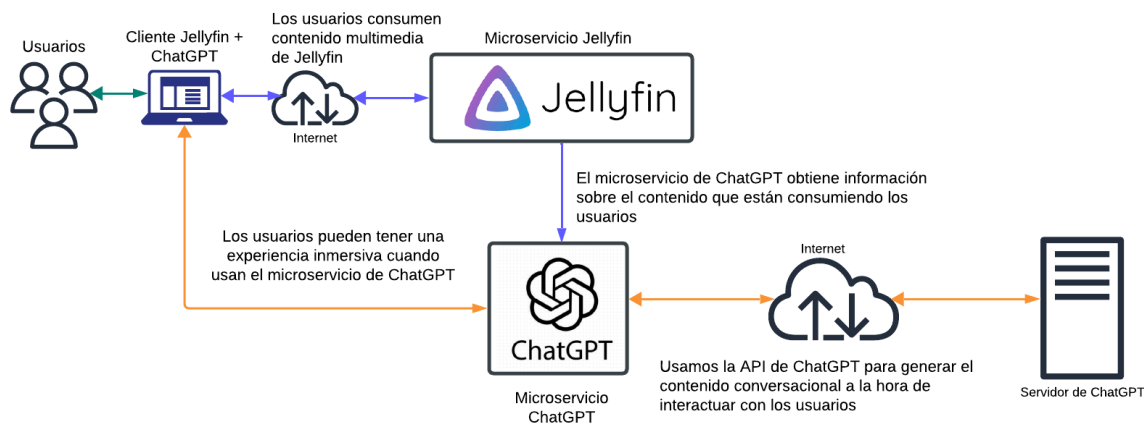 Usuarios
Cliente Jellyfin +
ChatGPT
Los usuarios consumen
contenido multimedia
de Jellyfin
Internet
Microservicio Jellyfin
Jellyfin
El microservicio de ChatGPT obtiene información
sobre el contenido que están consumiendo los
usuarios
Los usuarios pueden tener una
experiencia inmersiva cuando
usan el microservicio de ChatGPT
ChatGPT
Microservicio
ChatGPT
Internet
Usamos la API de ChatGPT para generar el
contenido conversacional a la hora de
interactuar con los usuarios
Servidor de ChatGPT